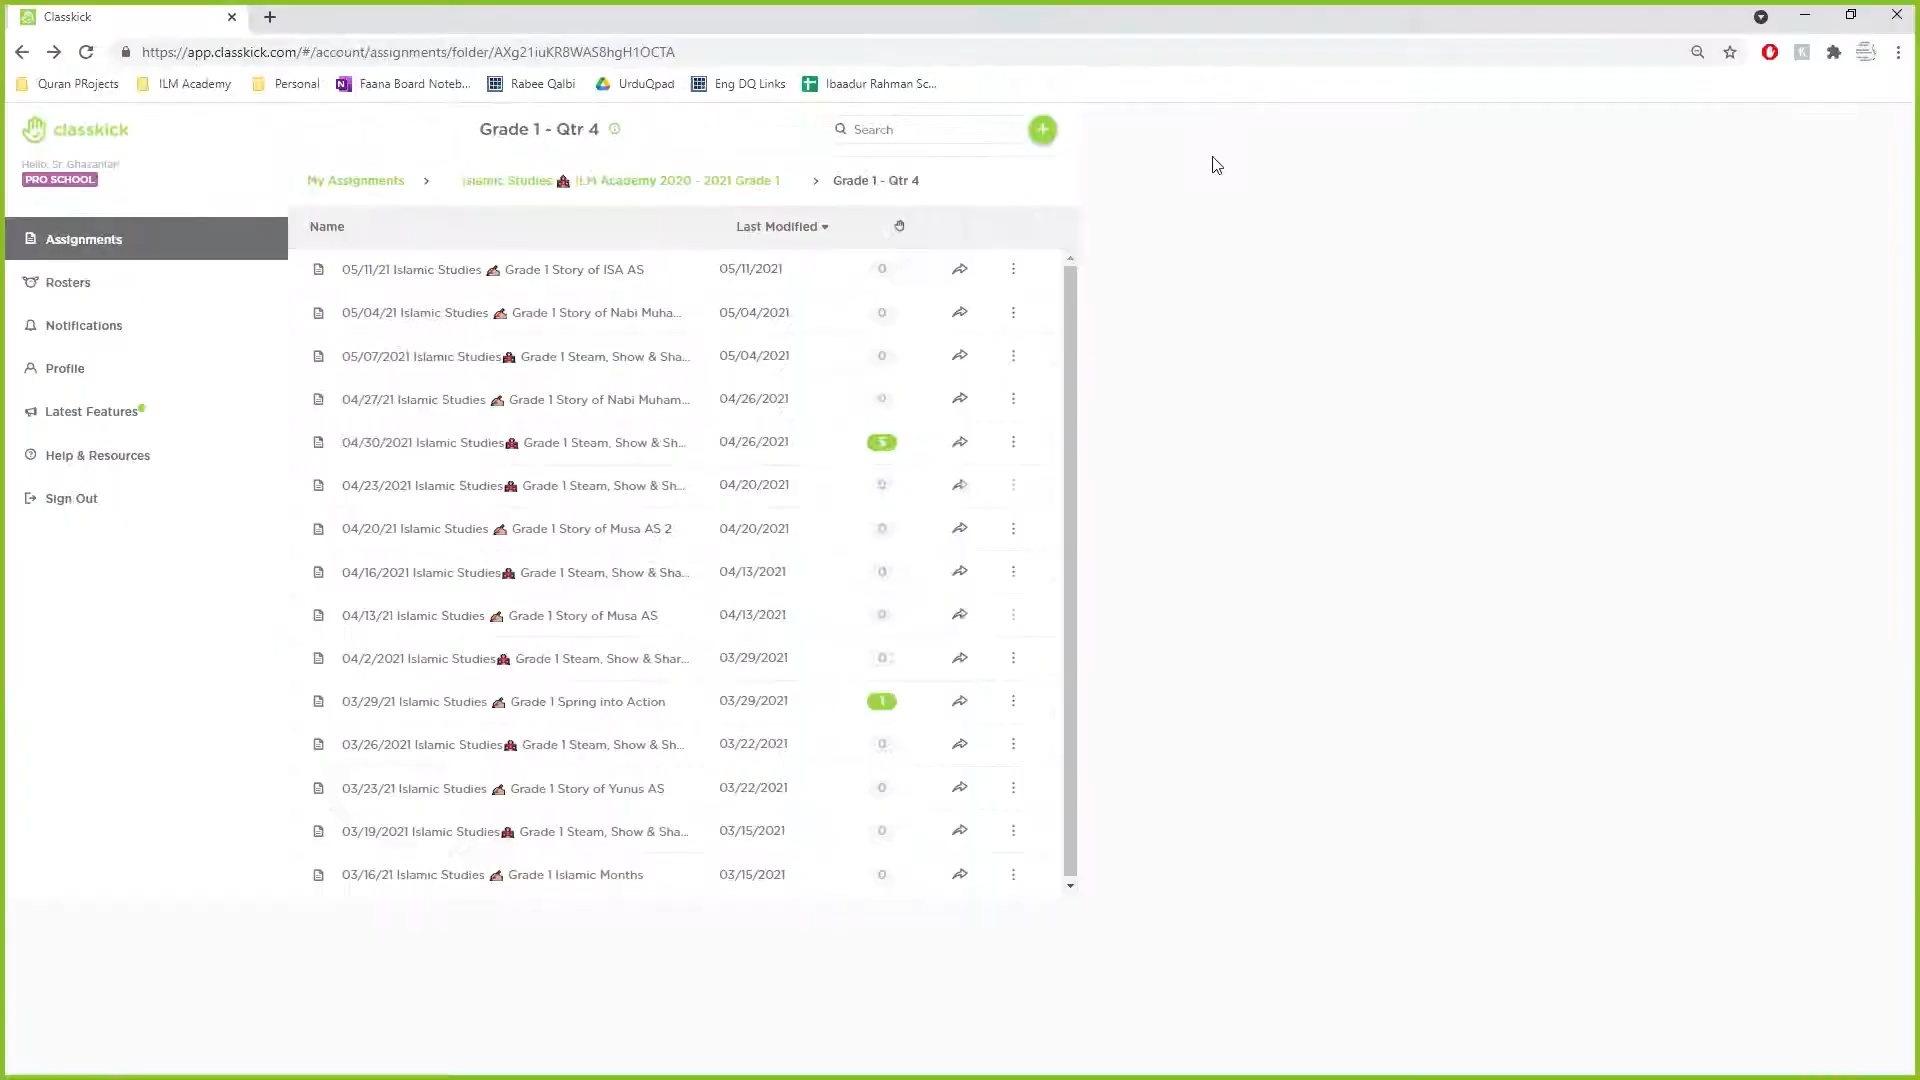 Classkick
https://app.classkick.com/#/account/assignments/folder/AXg21iuKR8WAS8hgH1OCTA
Quran PRojects ILM Academy Personal Faana Board Noteb... Rabee Qalbi UrduQpad Eng DQ Links Ibaadur Rahman Sc...
classkick
Hello, Sr. Ghazanfar!
PRO SCHOOL
Grade 1 - Qtr 4
Search
My Assignments > Islamic Studies ILM Academy 2020 - 2021 Grade 1 > Grade 1 - Qtr 4
Assignments
Rosters
Notifications
Profile
Latest Features
Help & Resources
Sign Out
Name Last Modified
05/11/21 Islamic Studies Grade 1 Story of ISA AS 05/11/2021 0
05/04/21 Islamic Studies Grade 1 Story of Nabi Muha... 05/04/2021 0
05/07/2021 Islamic Studies Grade 1 Steam, Show & Sha... 05/04/2021 0
04/27/21 Islamic Studies Grade 1 Story of Nabi Muham... 04/26/2021 0
04/30/2021 Islamic Studies Grade 1 Steam, Show & Sh... 04/26/2021 5
04/23/2021 Islamic Studies Grade 1 Steam, Show & Sh... 04/20/2021
04/20/21 Islamic Studies Grade 1 Story of Musa AS 2 04/20/2021 0
04/16/2021 Islamic Studies Grade 1 Steam, Show & Sha... 04/13/2021 0
04/13/21 Islamic Studies Grade 1 Story of Musa AS 04/13/2021 0
04/2/2021 Islamic Studies Grade 1 Steam, Show & Shar... 03/29/2021 0
03/29/21 Islamic Studies Grade 1 Spring into Action 03/29/2021 1
03/26/2021 Islamic Studies Grade 1 Steam, Show & Sh... 03/22/2021 0
03/23/21 Islamic Studies Grade 1 Story of Yunus AS 03/22/2021 0
03/19/2021 Islamic Studies Grade 1 Steam, Show & Sha... 03/15/2021 0
03/16/21 Islamic Studies Grade 1 Islamic Months 03/15/2021 0